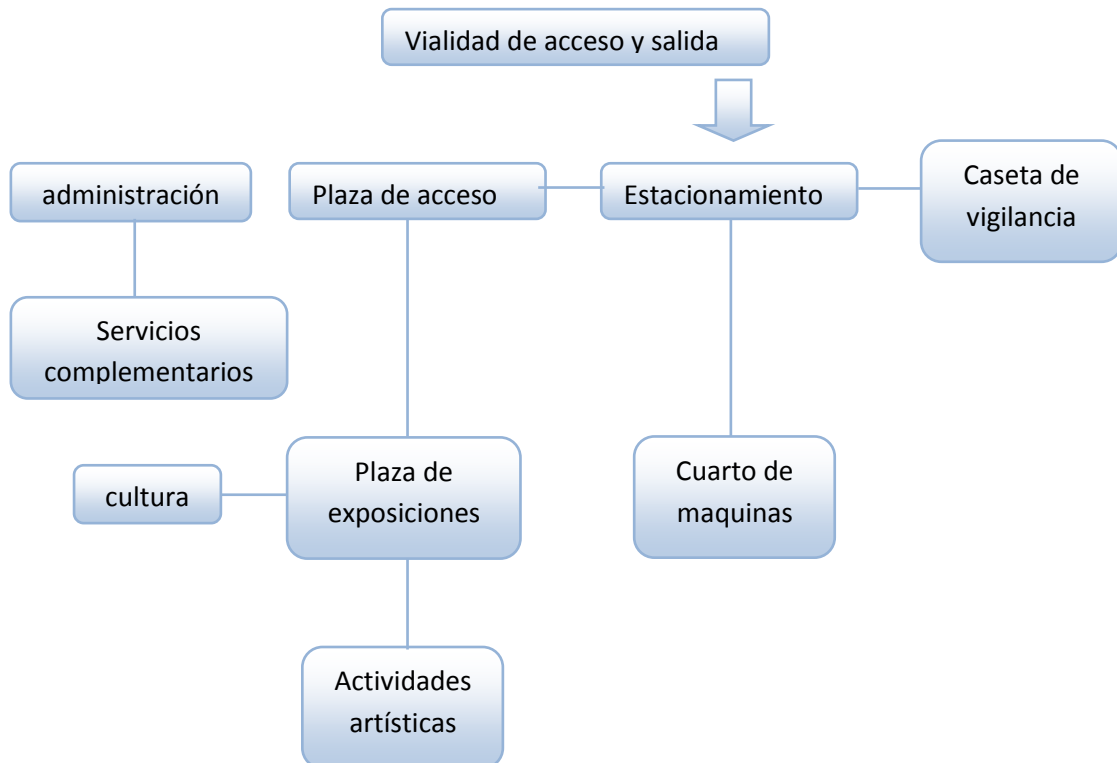 Vialidad de acceso y salida
administración
Plaza de acceso
Estacionamiento
Caseta de
vigilancia
Servicios
complementarios
cultura
Plaza de
exposiciones
Cuarto de
maquinas
Actividades
artísticas